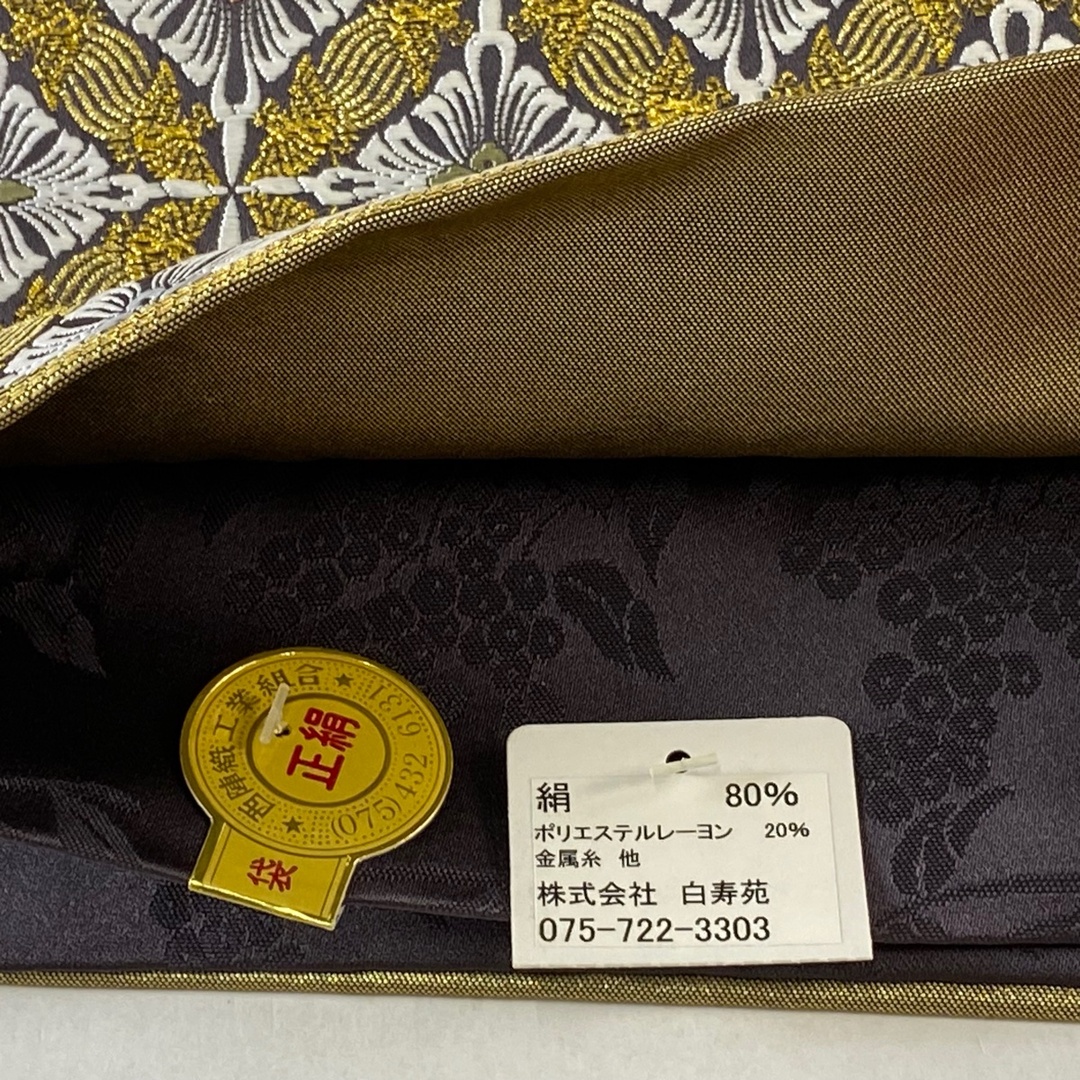 西陣織工業組合 ★ (075) 432 6131 ★
正絹
袋
絹 80%
ポリエステルレーヨン 20%
金属糸 他
株式会社 白寿苑
075-722-3303